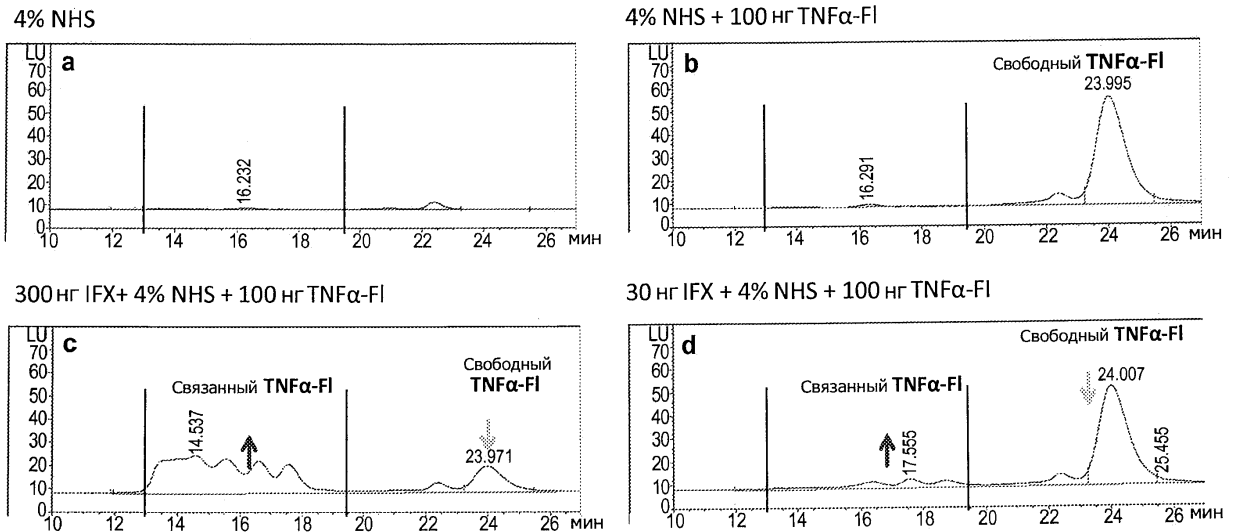 4% NHS
LU
a
70
60
50
40
30
20
10
0
16.232
10 12 14 16 18 20 22 24 26 мин
4% NHS + 100 нг TNFα-Fl
LU
b
Свободный TNFα-Fl
23.995
70
60
50
40
30
20
10
0
16.291
10 12 14 16 18 20 22 24 26 мин
300 нг IFX+ 4% NHS + 100 нг TNFα-Fl
LU
c
70
60
50
40
30
20
10
0
Связанный TNFα-Fl
Свободный
TNFα-Fl
14.537
23.971
10 12 14 16 18 20 22 24 26 мин
30 нг IFX + 4% NHS + 100 нг TNFα-Fl
LU
d
Свободный TNFα-Fl
70
60
50
40
30
20
10
0
Связанный TNFα-Fl
24.007
17.555
25.455
10 12 14 16 18 20 22 24 26 мин